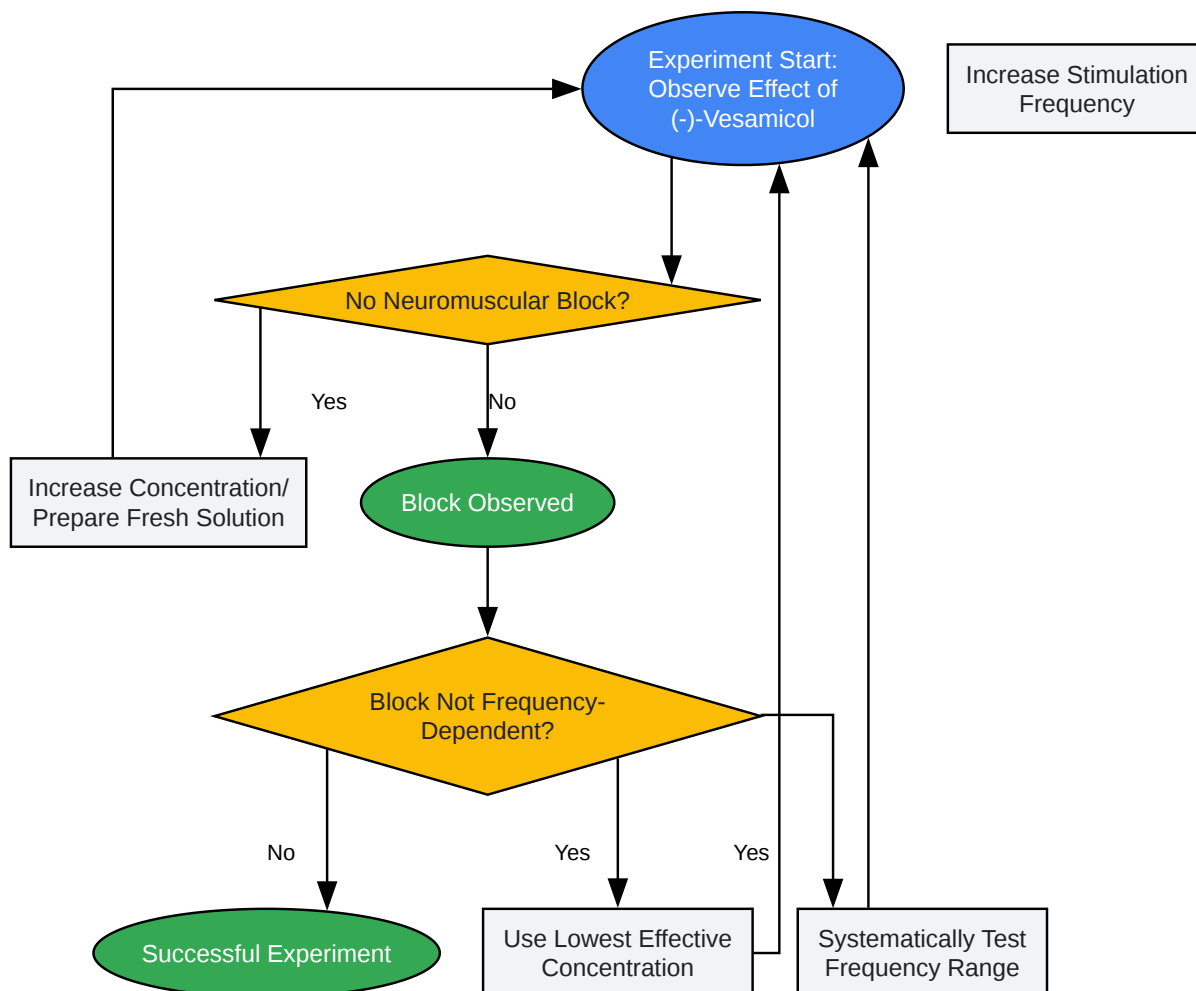 Experiment Start:
Observe Effect of
(-)-Vesamicol
Increase Stimulation
Frequency
No Neuromuscular Block?
Yes
No
Increase Concentration/
Prepare Fresh Solution
Block Observed
Block Not Frequency-
Dependent?
No
Yes
Yes
Successful Experiment
Use Lowest Effective
Concentration
Systematically Test
Frequency Range